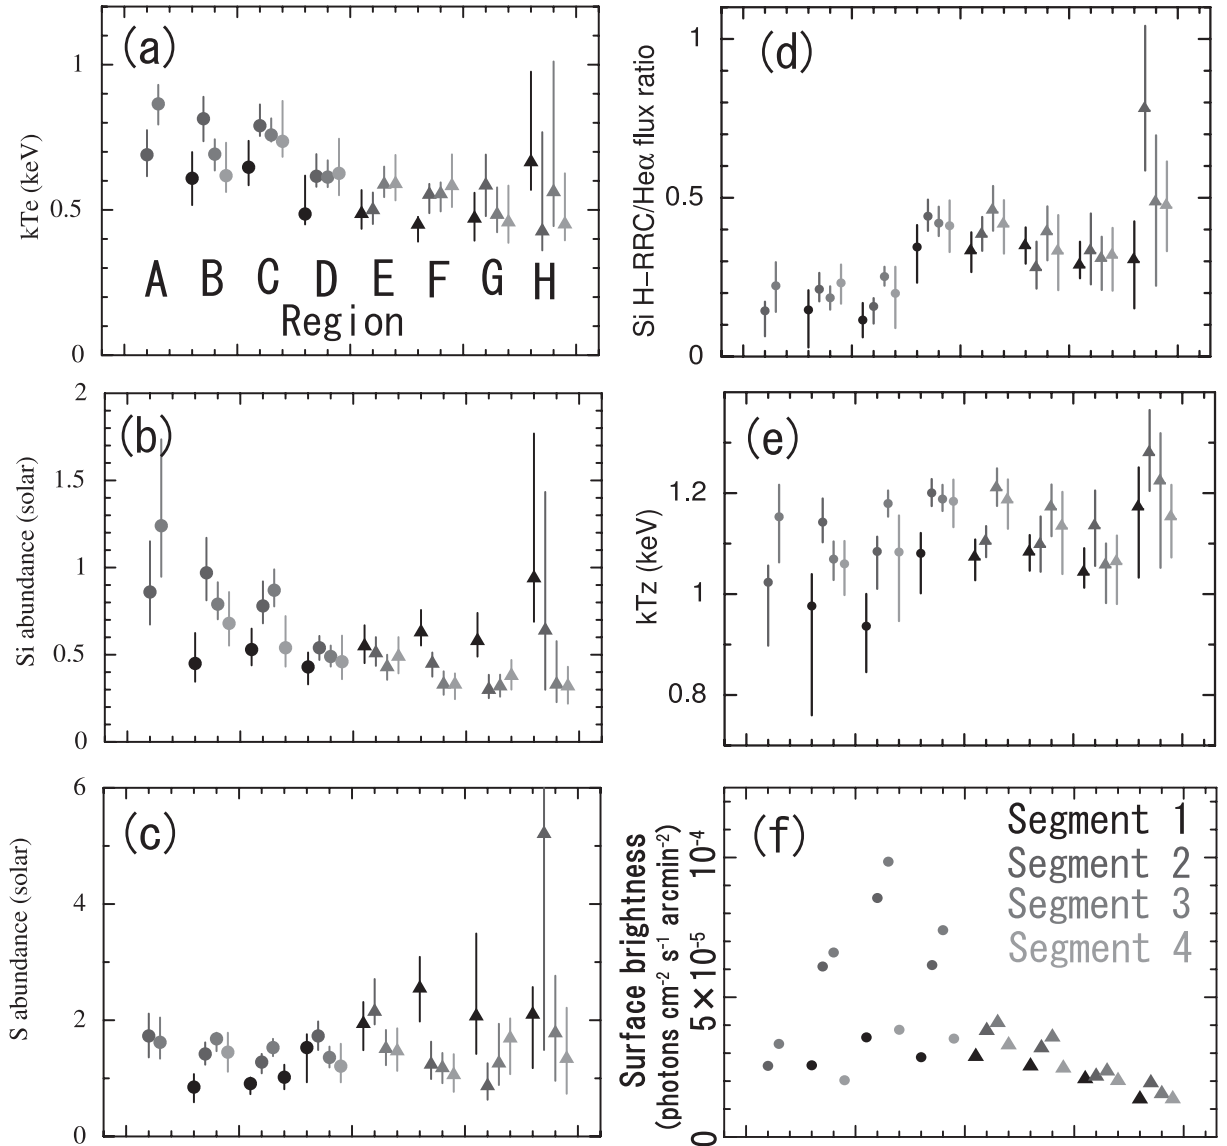 (a)
1
0.5
0
kTe (keV)
A B C D E F G H
Region
(d)
1
0.5
0
Si H–RRC/Heα flux ratio
(b)
2
1.5
1
0.5
0
Si abundance (solar)
(e)
1.2
1
0.8
kTz (keV)
(c)
6
4
2
0
S abundance (solar)
(f)
Segment 1
Segment 2
Segment 3
Segment 4
10⁻⁴
5×10⁻⁵
0
Surface brightness
(photons cm⁻² s⁻¹ arcmin⁻²)